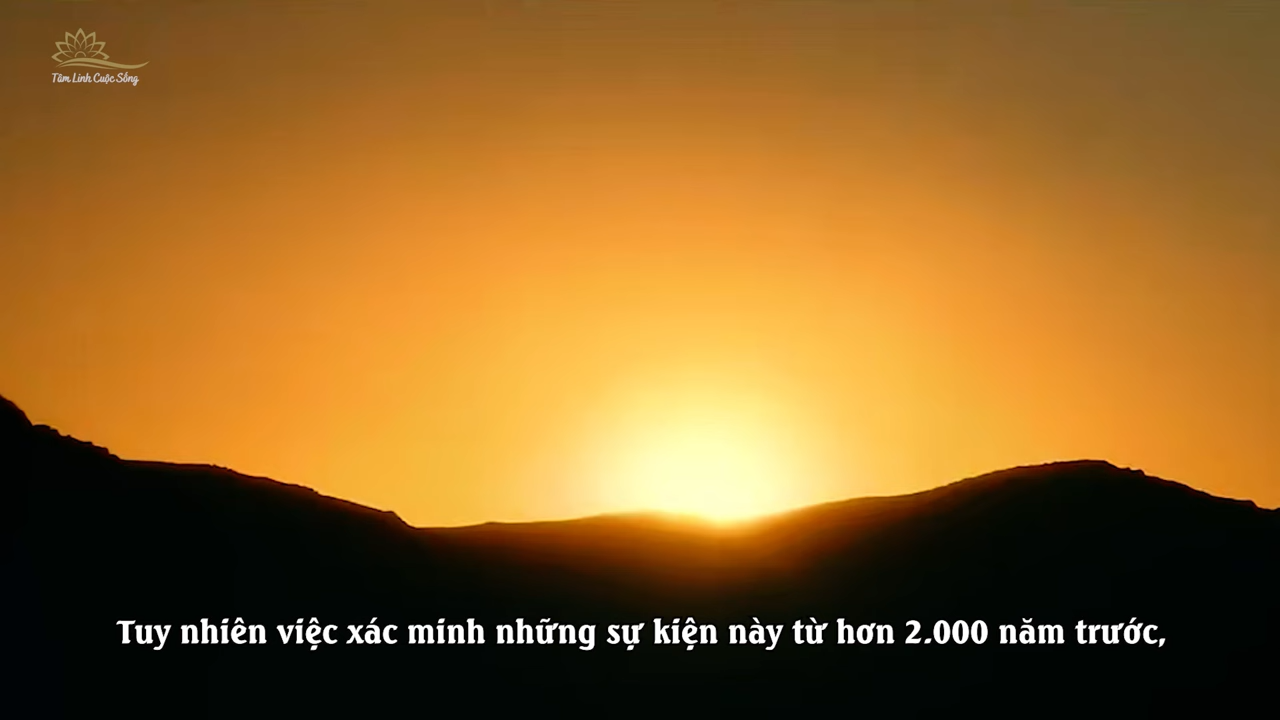 Tâm Linh Cuộc Sống
Tuy nhiên việc xác minh những sự kiện này từ hơn 2.000 năm trước,